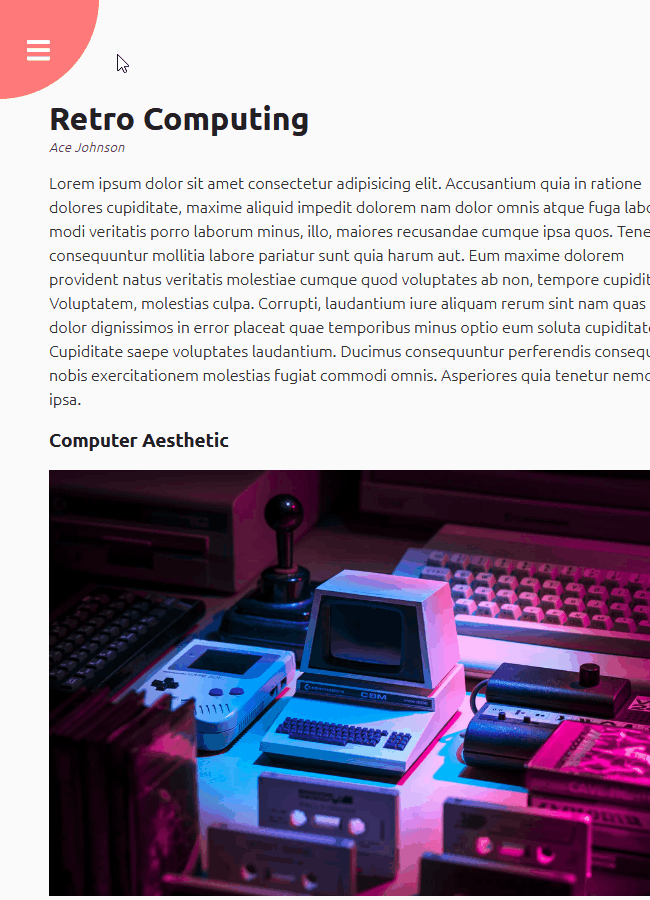 Retro Computing
Ace Johnson
Lorem ipsum dolor sit amet consectetur adipisicing elit. Accusantium quia in ratione
dolores cupiditate, maxime aliquid impedit dolorem nam dolor omnis atque fuga labo
modi veritatis porro laborum minus, illo, maiores recusandae cumque ipsa quos. Tene
consequuntur mollitia labore pariatur sunt quia harum aut. Eum maxime dolorem
provident natus veritatis molestiae cumque quod voluptates ab non, tempore cupidit
Voluptatem, molestias culpa. Corrupti, laudantium iure aliquam rerum sint nam quas
dolor dignissimos in error placeat quae temporibus minus optio eum soluta cupiditate
Cupiditate saepe voluptates laudantium. Ducimus consequuntur perferendis consequ
nobis exercitationem molestias fugiat commodi omnis. Asperiores quia tenetur nemo
ipsa.
Computer Aesthetic
CBM